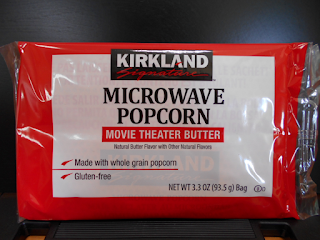 KIRKLAND
Signature
MICROWAVE
POPCORN
MOVIE THEATER BUTTER
Natural Butter Flavor with Other Natural Flavors
Made with whole grain popcorn
Gluten-free
NET WT 3.3 OZ (93.5 g) Bag